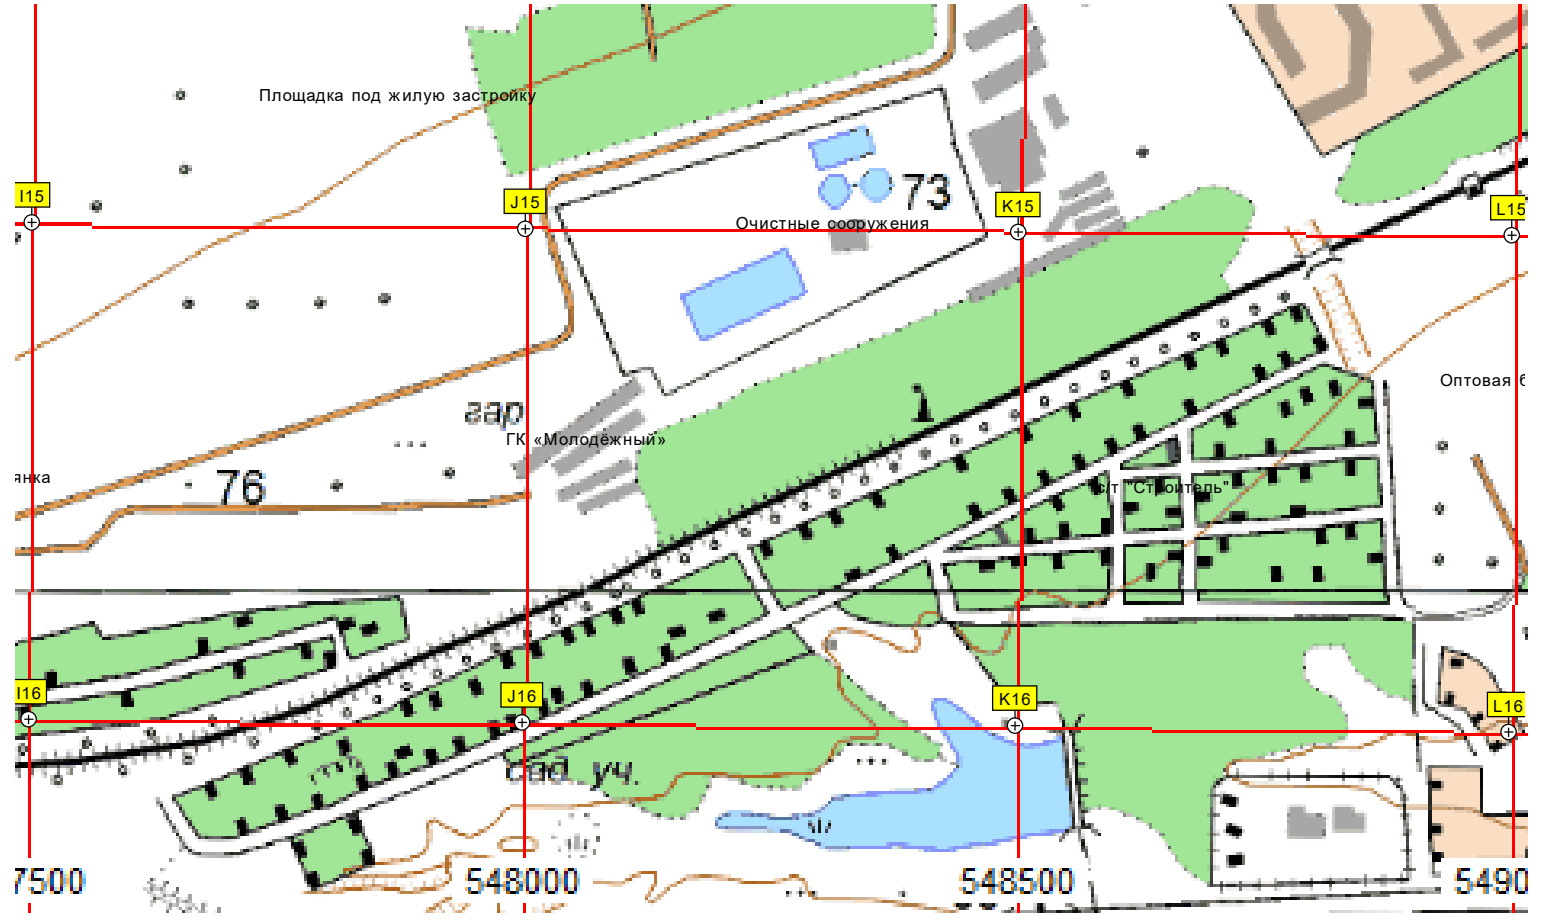 Площадка под жилую застройку
I15
J15
73
K15
L15
Очистные сооружения
Оптовая б
гар.
ГК «Молодёжный»
янка
76
с/т "Строитель"
I16
J16
K16
L16
сад. уч.
7500
548000
548500
5490